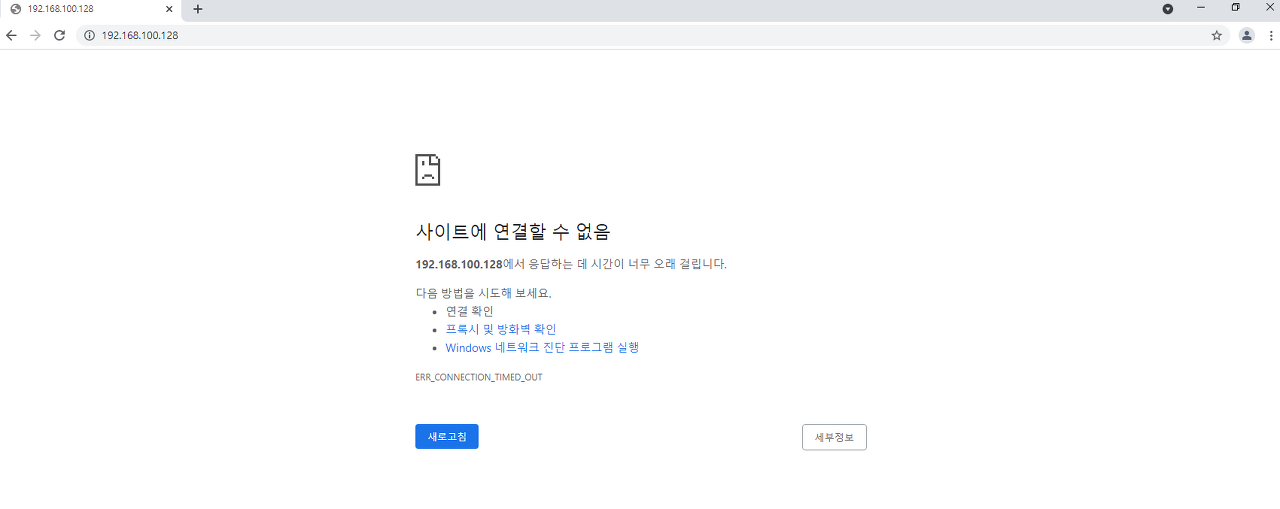 192.168.100.128
192.168.100.128
사이트에 연결할 수 없음
192.168.100.128에서 응답하는 데 시간이 너무 오래 걸립니다.
다음 방법을 시도해 보세요.
연결 확인
프록시 및 방화벽 확인
Windows 네트워크 진단 프로그램 실행
ERR_CONNECTION_TIMED_OUT
새로고침
세부정보